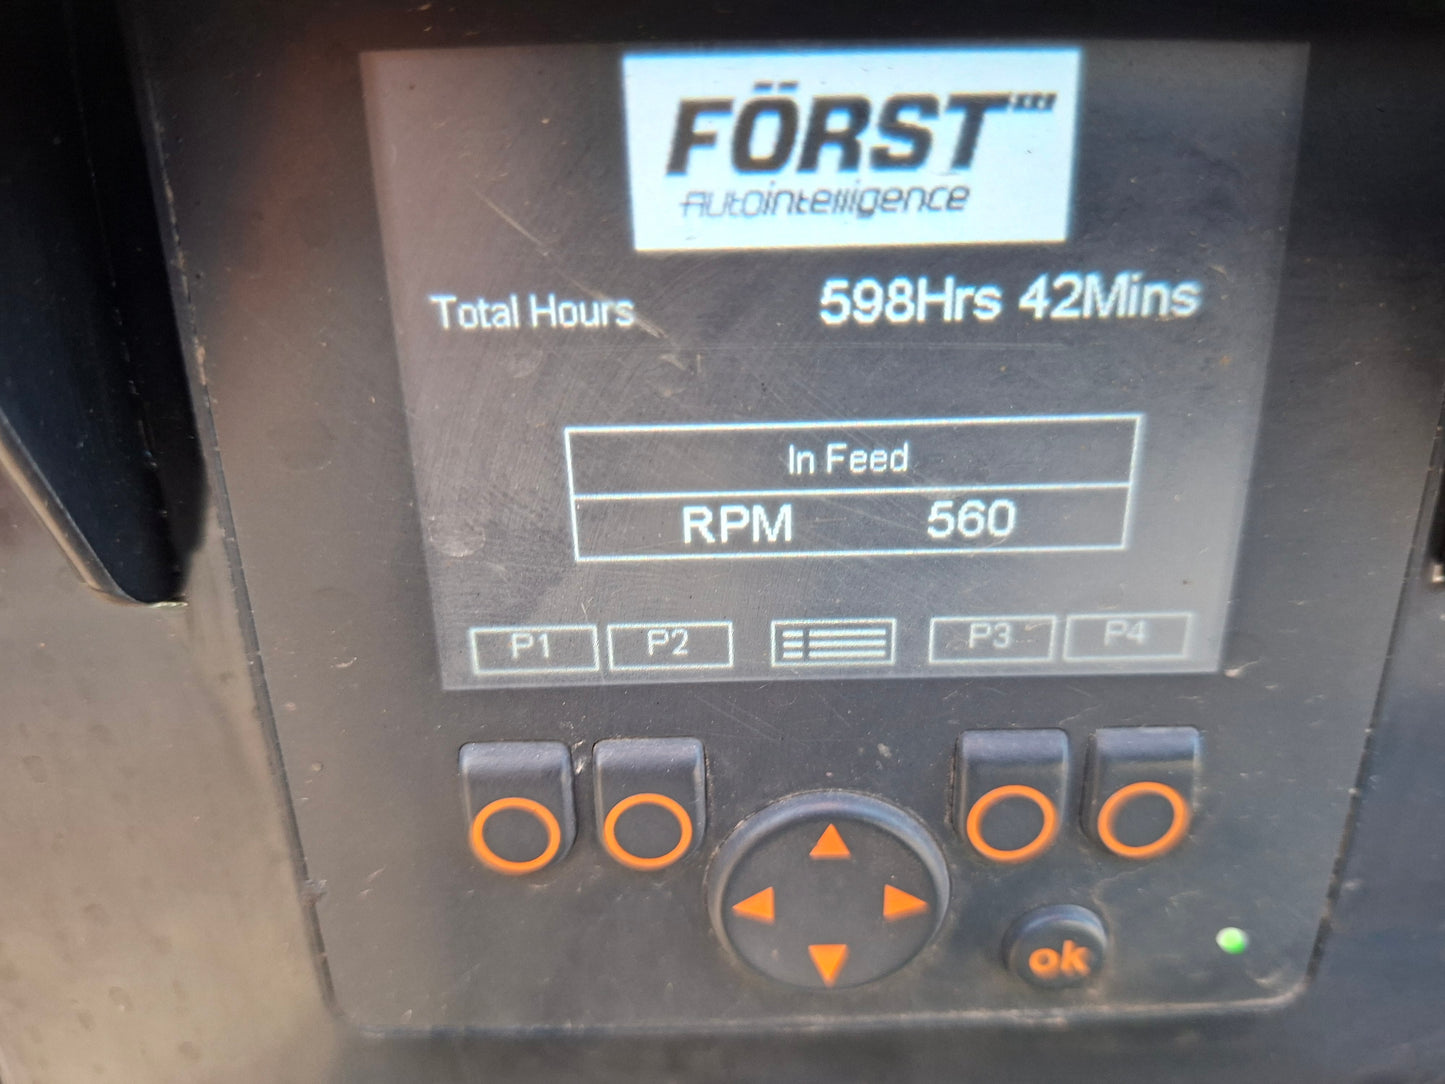 FÖRST
AUtointelligence
Total Hours 598Hrs 42Mins
In Feed
RPM 560
P1 P2 P3 P4
ok